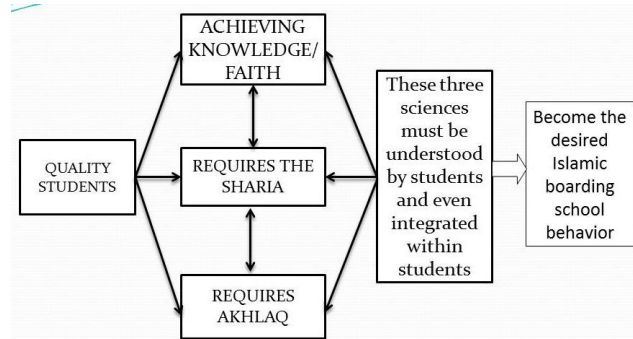 QUALITY
STUDENTS
ACHIEVING
KNOWLEDGE/
FAITH
REQUIRES THE
SHARIA
REQUIRES
AKHLAQ
These three
sciences
must be
understood
by students
and even
integrated
within
students
Become the
desired
Islamic
boarding
school
behavior